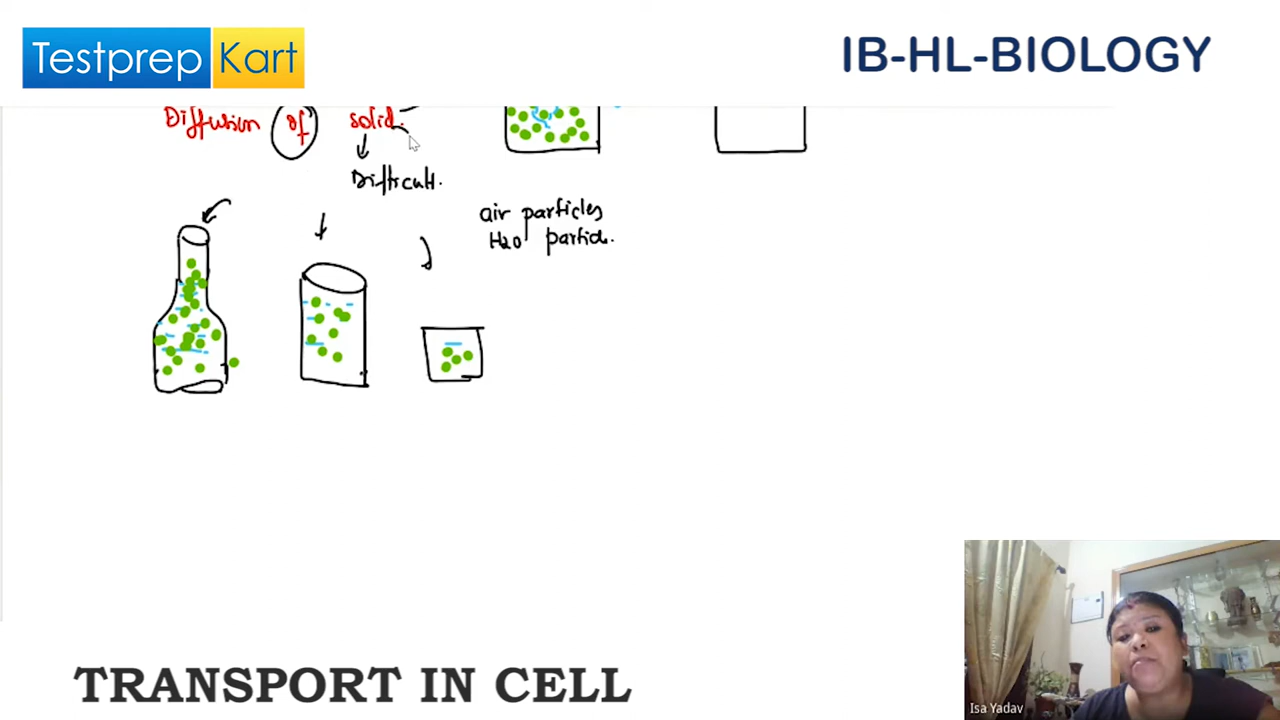 Testprep Kart
IB-HL-BIOLOGY
Diffusion of solid.
Difficult.
air particles
H2O particle.
TRANSPORT IN CELL
Isa Yadav